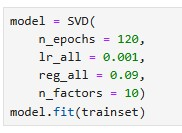 model = SVD(
n_epochs = 120,
lr_all = 0.001,
reg_all = 0.09,
n_factors = 10)
model.fit(trainset)